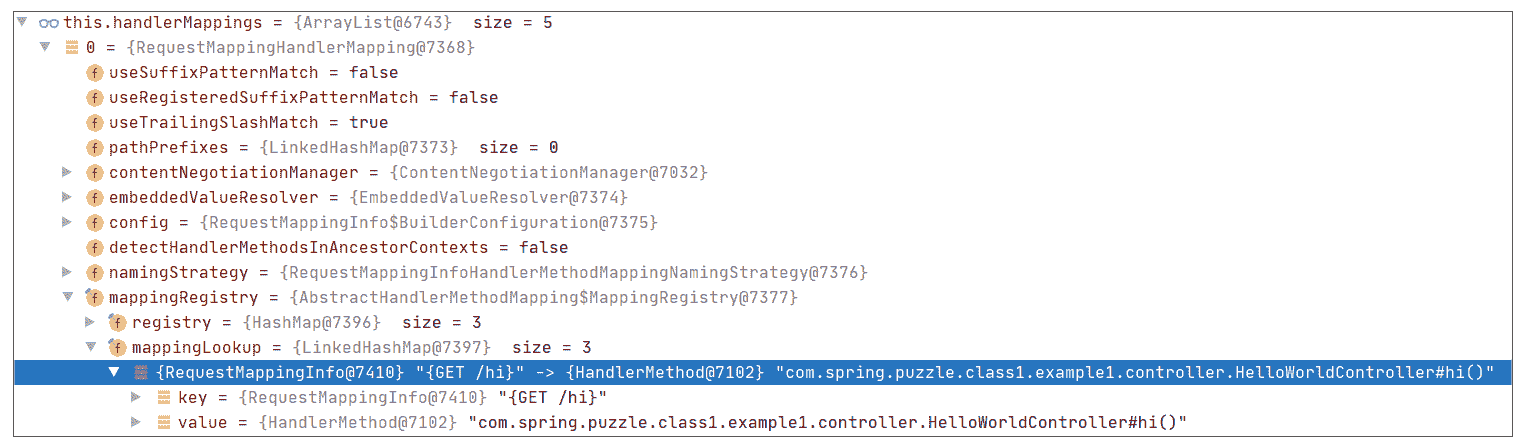 this.handlerMappings = {ArrayList@6743} size = 5
0 = {RequestMappingHandlerMapping@7368}
f useSuffixPatternMatch = false
f useRegisteredSuffixPatternMatch = false
f useTrailingSlashMatch = true
f pathPrefixes = {LinkedHashMap@7373} size = 0
f contentNegotiationManager = {ContentNegotiationManager@7032}
f embeddedValueResolver = {EmbeddedValueResolver@7374}
f config = {RequestMappingInfo$BuilderConfiguration@7375}
f detectHandlerMethodsInAncestorContexts = false
f namingStrategy = {RequestMappingInfoHandlerMethodMappingNamingStrategy@7376}
f mappingRegistry = {AbstractHandlerMethodMapping$MappingRegistry@7377}
f registry = {HashMap@7396} size = 3
f mappingLookup = {LinkedHashMap@7397} size = 3
{RequestMappingInfo@7410} "{GET /hi}" -> {HandlerMethod@7102} "com.spring.puzzle.class1.example1.controller.HelloWorldController#hi()"
key = {RequestMappingInfo@7410} "{GET /hi}"
value = {HandlerMethod@7102} "com.spring.puzzle.class1.example1.controller.HelloWorldController#hi()"